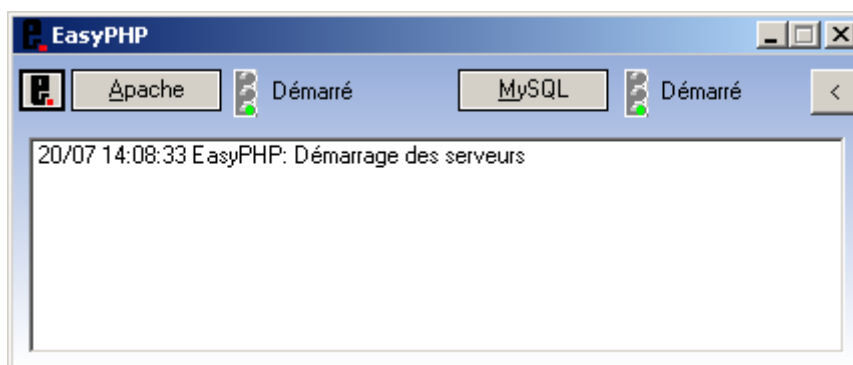 EasyPHP
Apache Démarré MySQL Démarré <
20/07 14:08:33 EasyPHP: Démarrage des serveurs